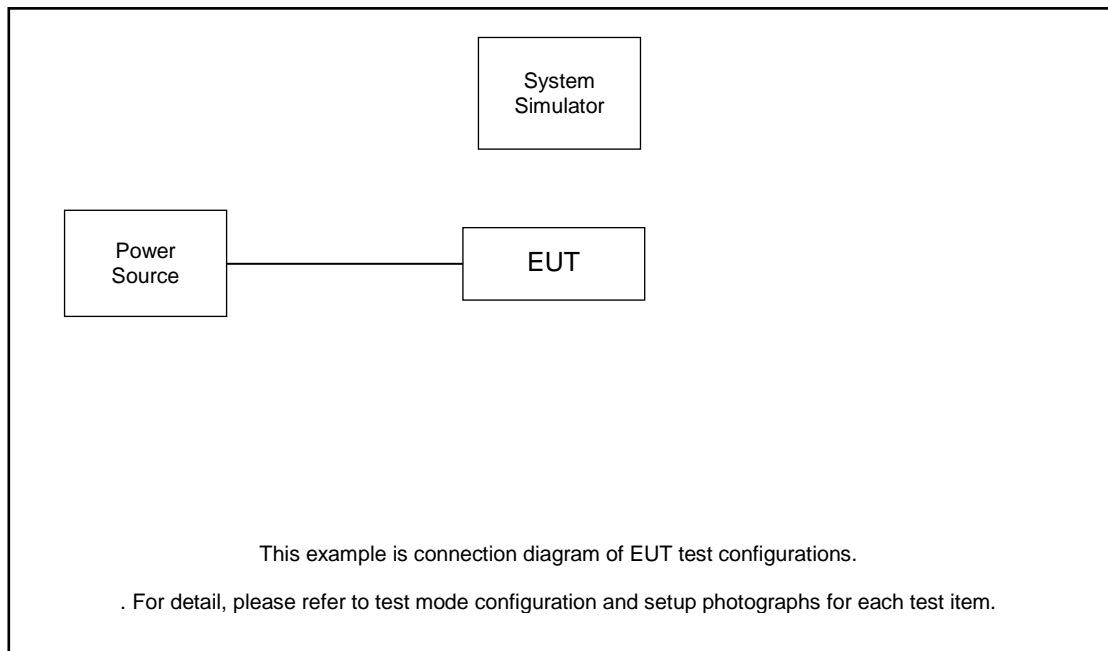 System
Simulator
Power
Source
EUT
This example is connection diagram of EUT test configurations.
. For detail, please refer to test mode configuration and setup photographs for each test item.